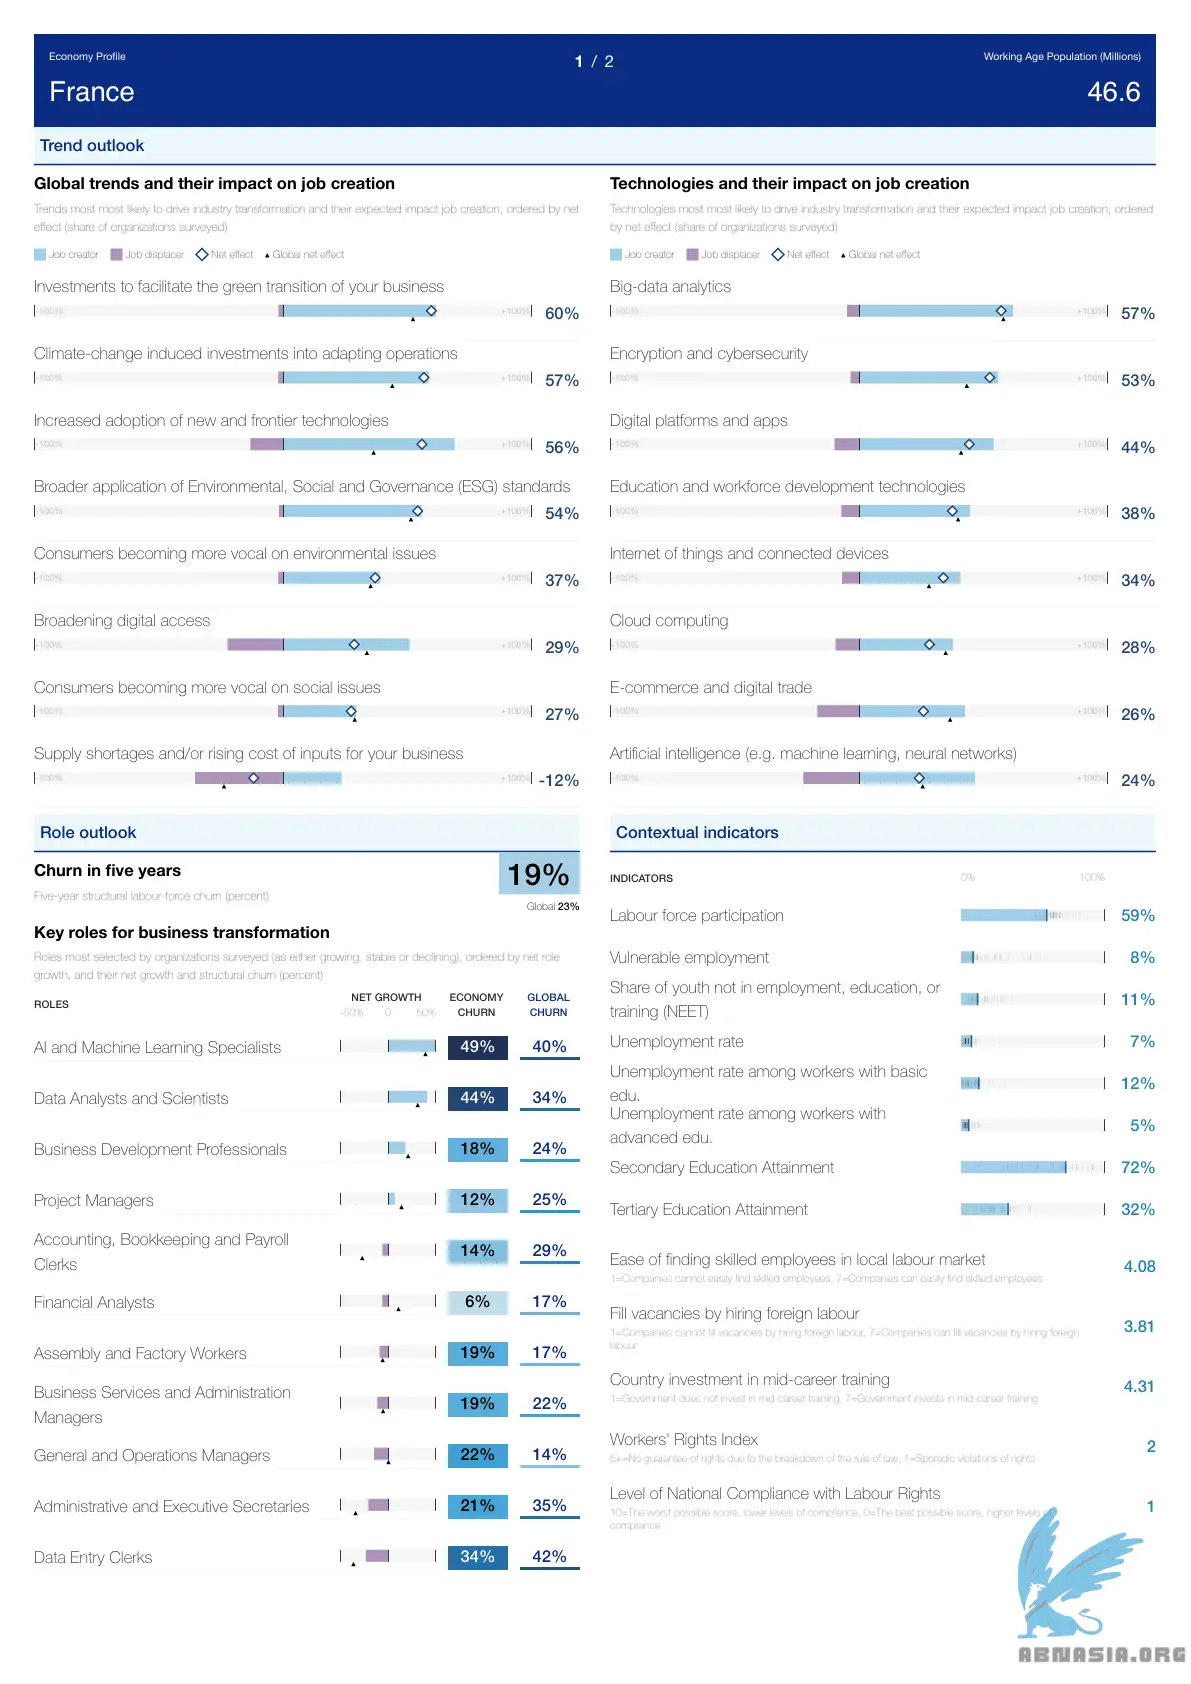 Economy Profile
1 / 2
Working Age Population (Millions)
France
46.6
Trend outlook
Global trends and their impact on job creation
Trends most most likely to drive industry transformation and their expected impact job creation, ordered by net
effect (share of organizations surveyed)
Job creator Job displacer Net effect Global net effect
Investments to facilitate the green transition of your business
-100% +100% 60%
Climate-change induced investments into adapting operations
-100% +100% 57%
Increased adoption of new and frontier technologies
-100% +100% 56%
Broader application of Environmental, Social and Governance (ESG) standards
-100% +100% 54%
Consumers becoming more vocal on environmental issues
-100% +100% 37%
Broadening digital access
-100% +100% 29%
Consumers becoming more vocal on social issues
-100% +100% 27%
Supply shortages and/or rising cost of inputs for your business
-100% +100% -12%
Technologies and their impact on job creation
Technologies most most likely to drive industry transformation and their expected impact job creation, ordered
by net effect (share of organizations surveyed)
Job creator Job displacer Net effect Global net effect
Big-data analytics
-100% +100% 57%
Encryption and cybersecurity
-100% +100% 53%
Digital platforms and apps
-100% +100% 44%
Education and workforce development technologies
-100% +100% 38%
Internet of things and connected devices
-100% +100% 34%
Cloud computing
-100% +100% 28%
E-commerce and digital trade
-100% +100% 26%
Artificial intelligence (e.g. machine learning, neural networks)
-100% +100% 24%
Role outlook
Churn in five years
19%
Five-year structural labour-force churn (percent)
Global 23%
Key roles for business transformation
Roles most selected by organizations surveyed (as either growing, stable or declining), ordered by net role
growth, and their net growth and structural churn (percent)
ROLES NET GROWTH ECONOMY CHURN GLOBAL CHURN
-50% 0 50%
AI and Machine Learning Specialists 49% 40%
Data Analysts and Scientists 44% 34%
Business Development Professionals 18% 24%
Project Managers 12% 25%
Accounting, Bookkeeping and Payroll
Clerks 14% 29%
Financial Analysts 6% 17%
Assembly and Factory Workers 19% 17%
Business Services and Administration
Managers 19% 22%
General and Operations Managers 22% 14%
Administrative and Executive Secretaries 21% 35%
Data Entry Clerks 34% 42%
Contextual indicators
INDICATORS 0% 100%
Labour force participation 59%
Vulnerable employment 8%
Share of youth not in employment, education, or
training (NEET) 11%
Unemployment rate 7%
Unemployment rate among workers with basic
edu. 12%
Unemployment rate among workers with
advanced edu. 5%
Secondary Education Attainment 72%
Tertiary Education Attainment 32%
Ease of finding skilled employees in local labour market 4.08
1=Companies cannot easily find skilled employees, 7=Companies can easily find skilled employees
Fill vacancies by hiring foreign labour 3.81
1=Companies cannot fill vacancies by hiring foreign labour, 7=Companies can fill vacancies by hiring foreign
labour
Country investment in mid-career training 4.31
1=Government does not invest in mid-career training, 7=Government invests in mid-career training
Workers' Rights Index 2
5+=No guarantee of rights due to the breakdown of the rule of law, 1=Sporadic violations of rights
Level of National Compliance with Labour Rights 1
10=The worst possible score, lower levels of compliance, 0=The best possible score, higher levels of
compliance
ABNASIA.ORG